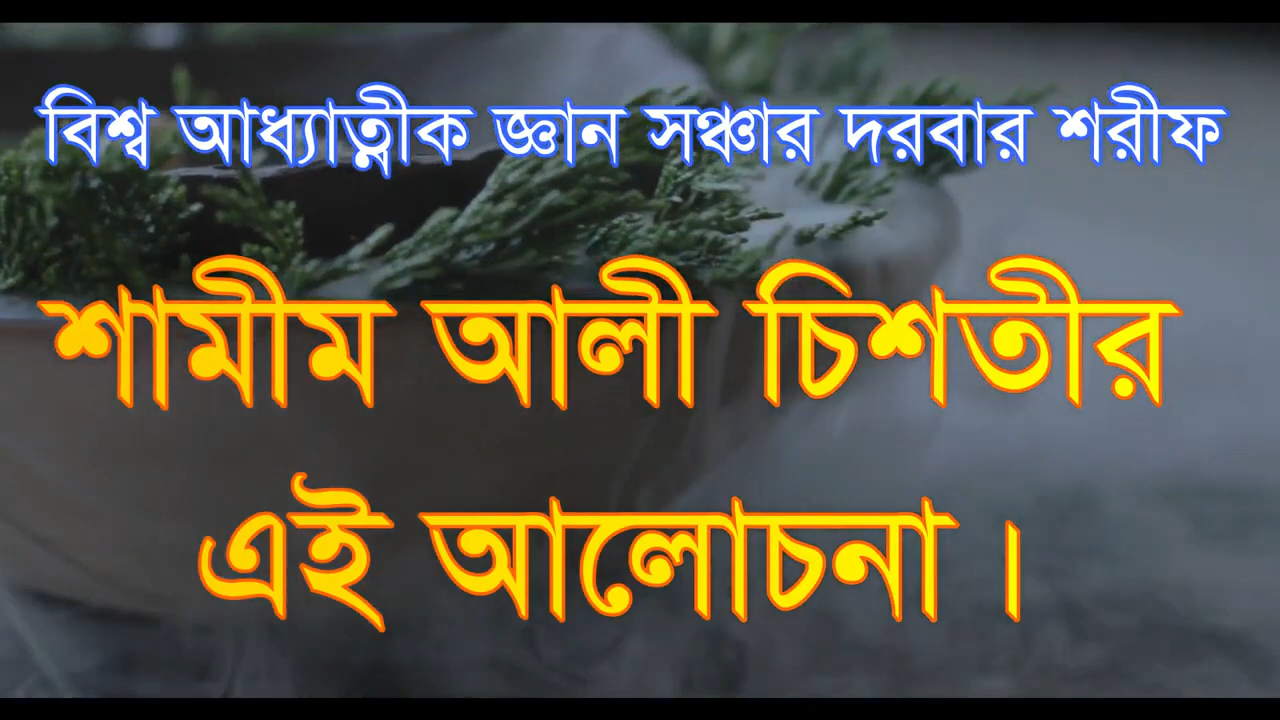 বিশ্ব আধ্যাত্নীক জ্ঞান সঞ্চার দরবার শরীফ
শামীম আলী চিশতীর
এই আলোচনা।